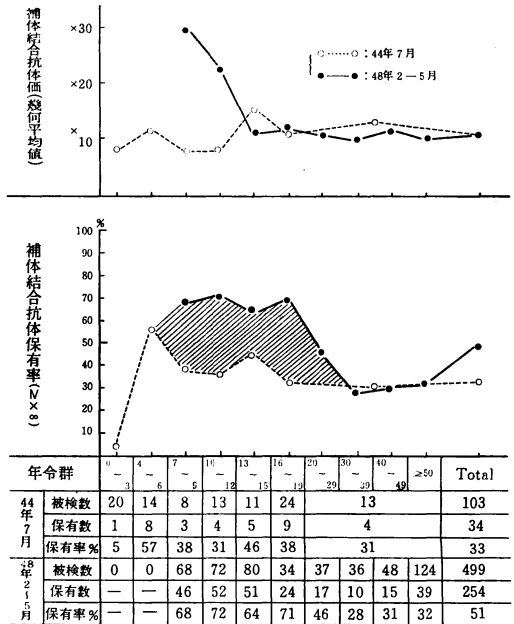 補体結合抗体価(幾何平均値)
×30
×20
×10
○-----○ : 44年7月
●——● : 48年2—5月
補体結合抗体保有率(≧×8)
%
100
90
80
70
60
50
40
30
20
10
年令群 0~3 4~6 7~9 10~12 13~15 16~19 20~29 30~39 40~49 ≥50 Total
44年7月
被検数 20 14 8 13 11 24 13 103
保有数 1 8 3 4 5 9 4 34
保有率% 5 57 38 31 46 38 31 33
48年2~5月
被検数 0 0 68 72 80 34 37 36 48 124 499
保有数 — — 46 52 51 24 17 10 15 39 254
保有率% — — 68 72 64 71 46 28 31 32 51